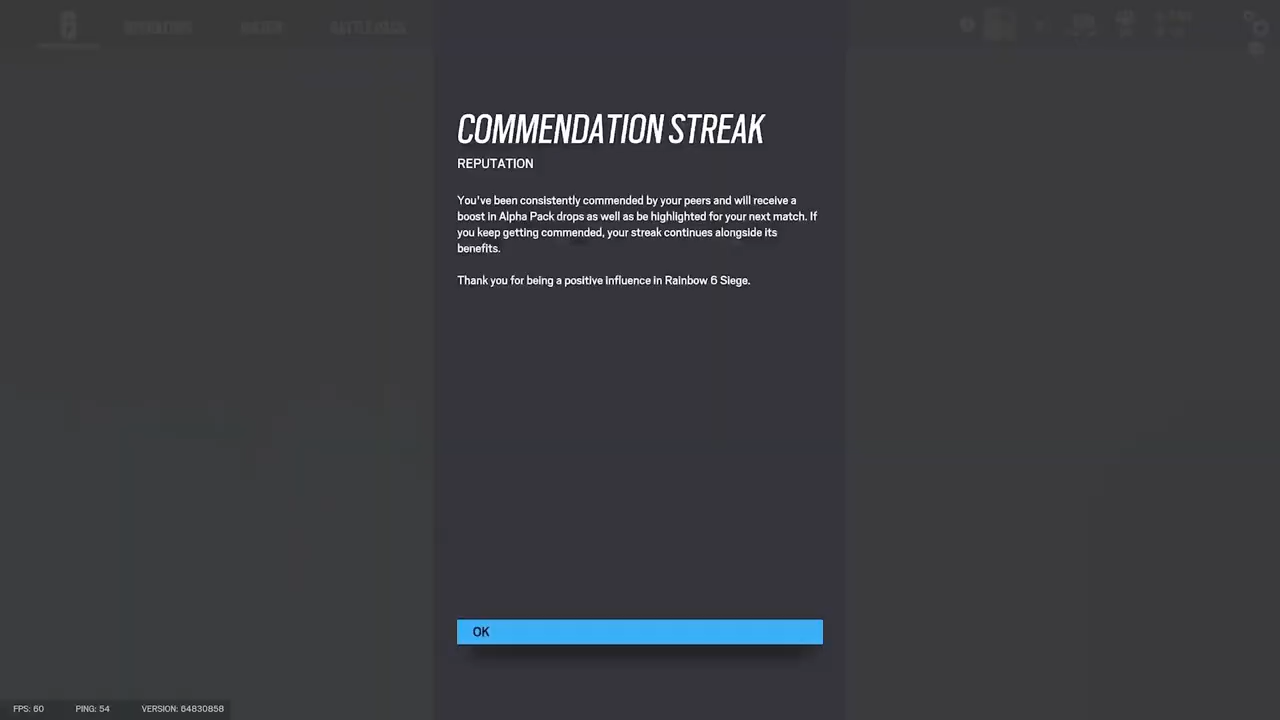 COMMENDATION STREAK
REPUTATION
You've been consistently commended by your peers and will receive a
boost in Alpha Pack drops as well as be highlighted for your next match. If
you keep getting commended, your streak continues alongside its
benefits.
Thank you for being a positive influence in Rainbow 6 Siege.
OK
FPS: 60 PING: 54 VERSION: 64830858